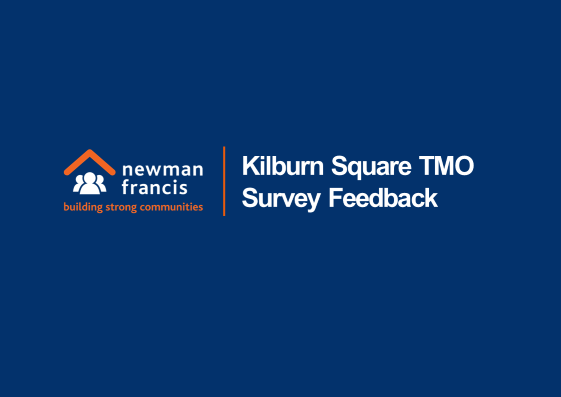 newman
francis
building strong communities
Kilburn Square TMO
Survey Feedback